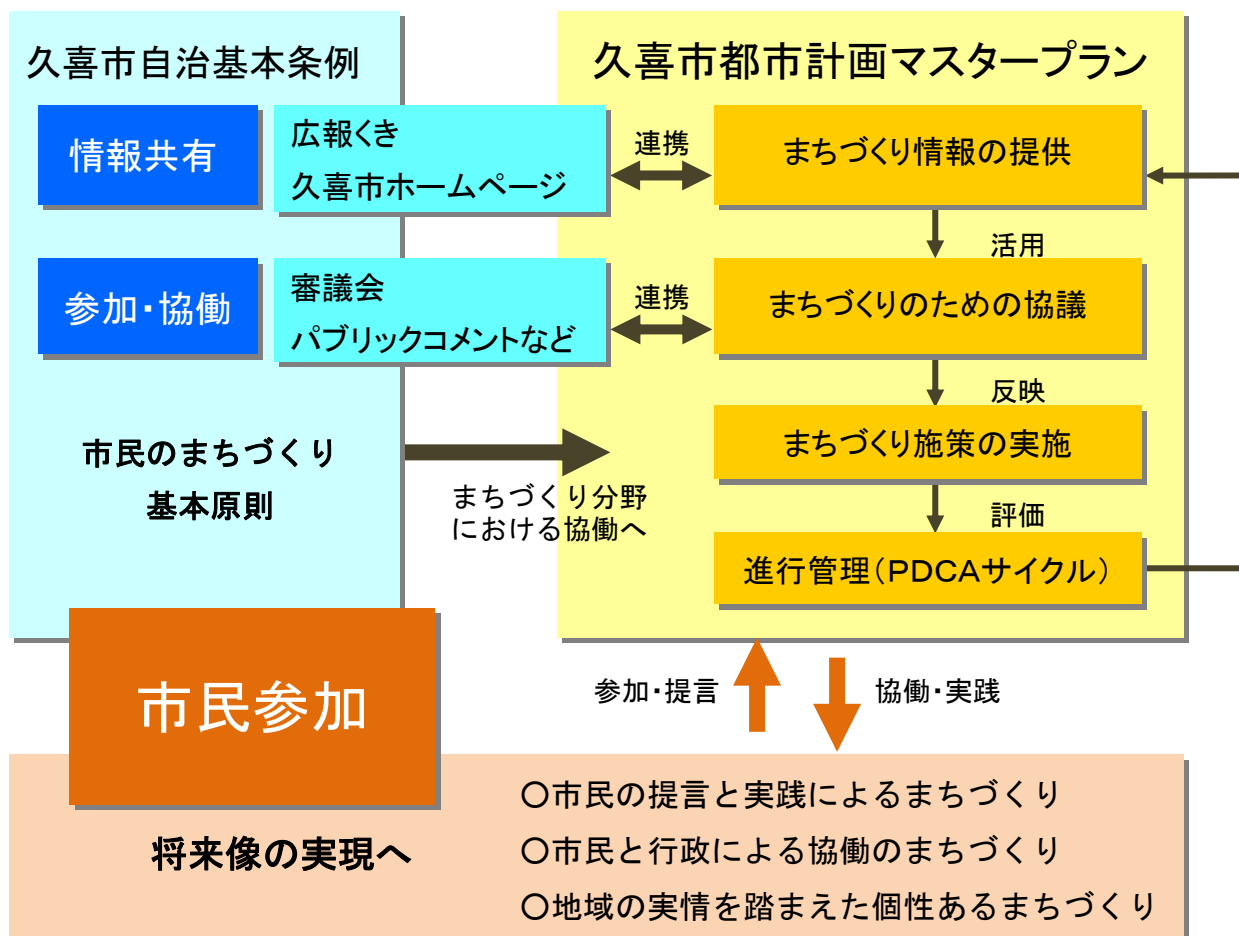 久喜市自治基本条例
情報共有
広報くき
久喜市ホームページ
参加・協働
審議会
パブリックコメントなど
市民のまちづくり
基本原則
連携
連携
まちづくり分野
における協働へ
久喜市都市計画マスタープラン
まちづくり情報の提供
活用
まちづくりのための協議
反映
まちづくり施策の実施
評価
進行管理(PDCAサイクル)
市民参加
参加・提言
協働・実践
将来像の実現へ
○市民の提言と実践によるまちづくり
○市民と行政による協働のまちづくり
○地域の実情を踏まえた個性あるまちづくり